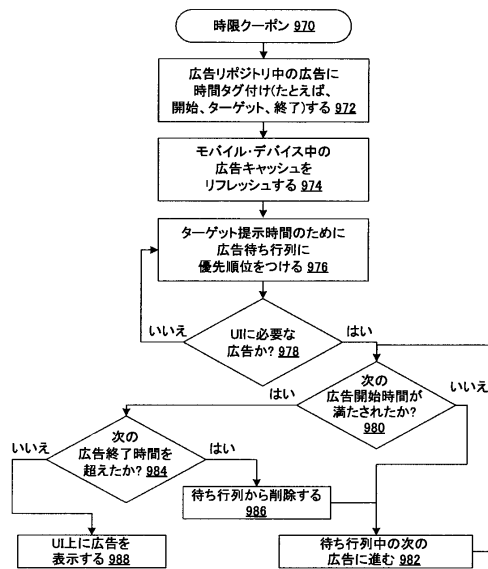 時限クーポン 970
広告リポジトリ中の広告に
時間タグ付け(たとえば、
開始、ターゲット、終了)する 972
モバイル・デバイス中の
広告キャッシュを
リフレッシュする 974
ターゲット提示時間のために
広告待ち行列に
優先順位をつける 976
いいえ
UIに必要な
広告か? 978
はい
はい
次の
広告開始時間が
満たされたか?
980
いいえ
いいえ
次の
広告終了時間を
超えたか? 984
はい
待ち行列から削除する
986
UI上に広告を
表示する 988
待ち行列中の次の
広告に進む 982